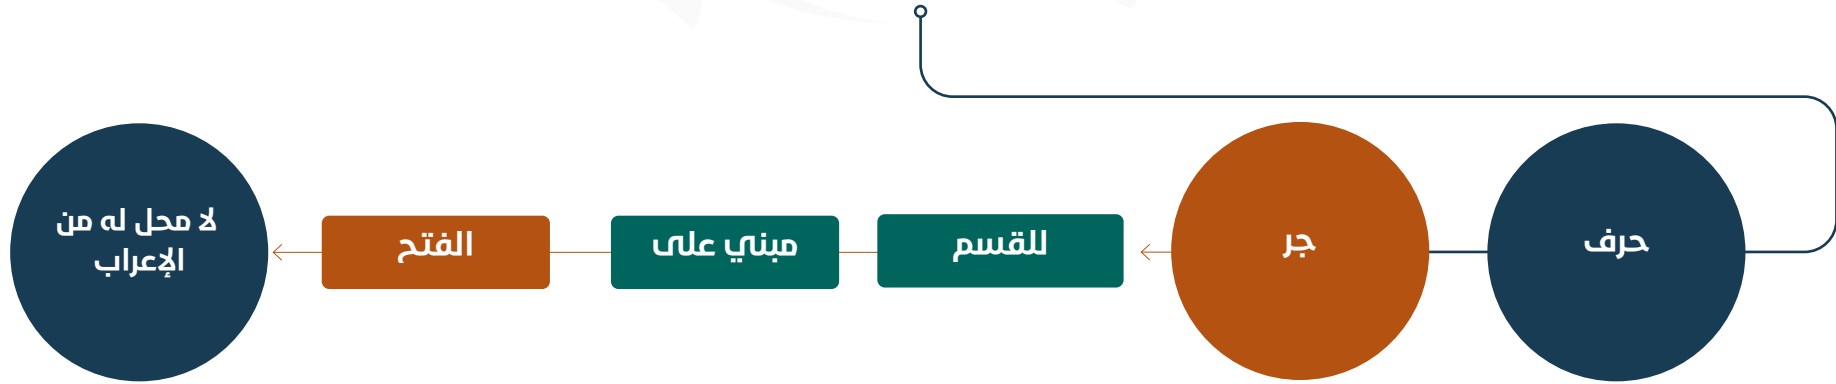 حرف
جر
للقسم
مبني على
الفتح
لا محل له من
الإعراب